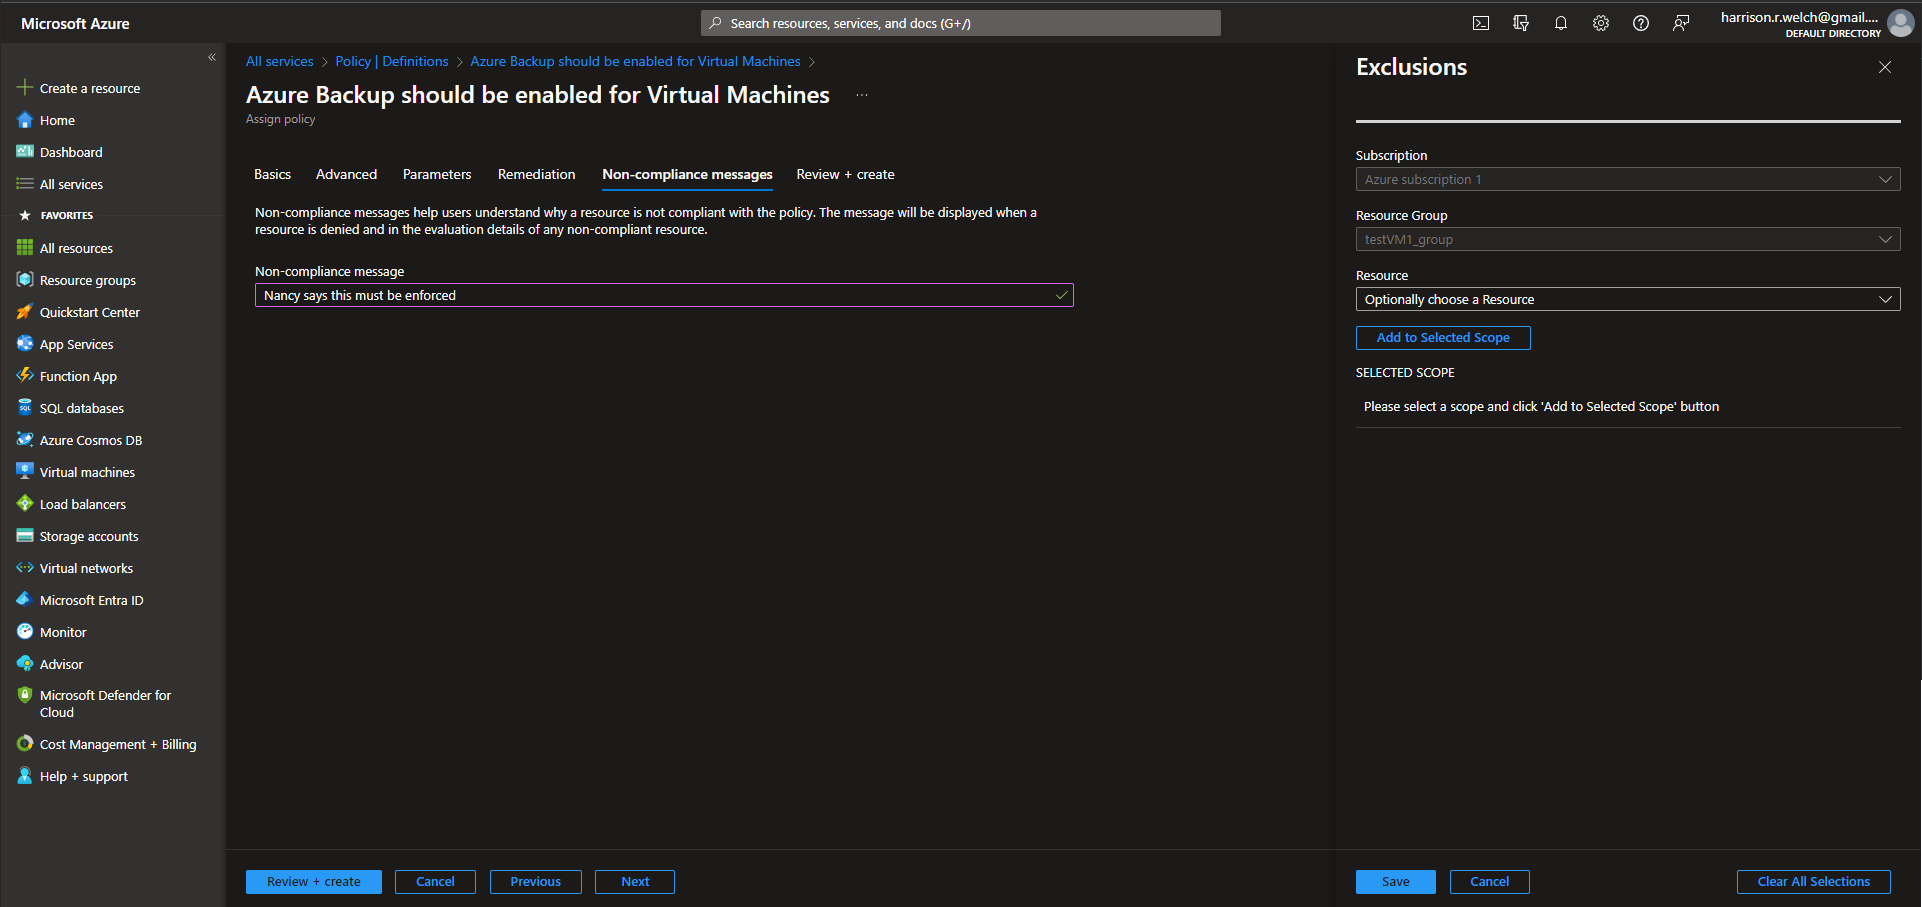 Microsoft Azure
Search resources, services, and docs (G+/)
harrison.r.welch@gmail....
DEFAULT DIRECTORY
«
Create a resource
Home
Dashboard
All services
FAVORITES
All resources
Resource groups
Quickstart Center
App Services
Function App
SQL databases
Azure Cosmos DB
Virtual machines
Load balancers
Storage accounts
Virtual networks
Microsoft Entra ID
Monitor
Advisor
Microsoft Defender for
Cloud
Cost Management + Billing
Help + support
All services > Policy | Definitions > Azure Backup should be enabled for Virtual Machines >
Azure Backup should be enabled for Virtual Machines ...
Assign policy
Basics Advanced Parameters Remediation Non-compliance messages Review + create
Non-compliance messages help users understand why a resource is not compliant with the policy. The message will be displayed when a
resource is denied and in the evaluation details of any non-compliant resource.
Non-compliance message
Nancy says this must be enforced
Review + create Cancel Previous Next
Exclusions
Subscription
Azure subscription 1
Resource Group
testVM1_group
Resource
Optionally choose a Resource
Add to Selected Scope
SELECTED SCOPE
Please select a scope and click 'Add to Selected Scope' button
Save Cancel Clear All Selections